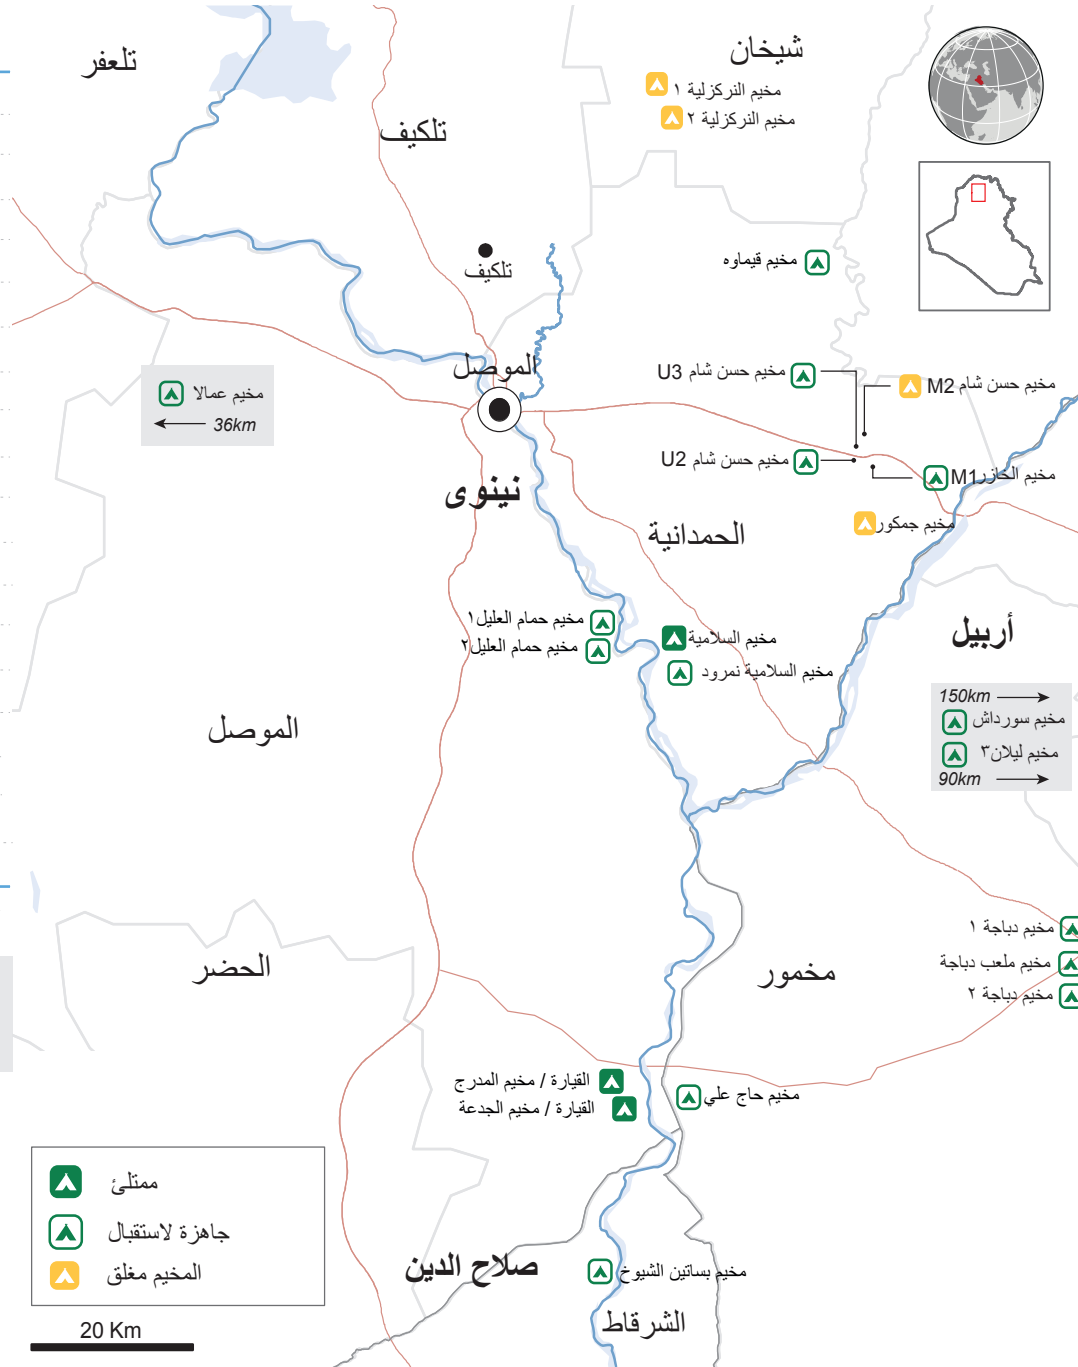 شيخان
مخيم النركزلية ١
مخيم النركزلية ٢
تلعفر
تلكيف
تلكيف
مخيم قيماوه
الموصل
مخيم عمالا
36km
مخيم حسن شام U3
مخيم حسن شام M2
مخيم حسن شام U2
مخيم الخازر M1
نينوى
الحمدانية
مخيم جمكور
مخيم حمام العليل١
مخيم حمام العليل٢
مخيم السلامية
مخيم السلامية نمرود
أربيل
150km
مخيم سورداش
مخيم ليلان٣
90km
الموصل
مخيم دباجة ١
مخيم ملعب دباجة
مخيم دباجة ٢
الحضر
مخمور
القيارة / مخيم المدرج
القيارة / مخيم الجدعة
مخيم حاج علي
ممتلئ
جاهزة لاستقبال
المخيم مغلق
20 Km
صلاح الدين
مخيم بساتين الشيوخ
الشرقاط